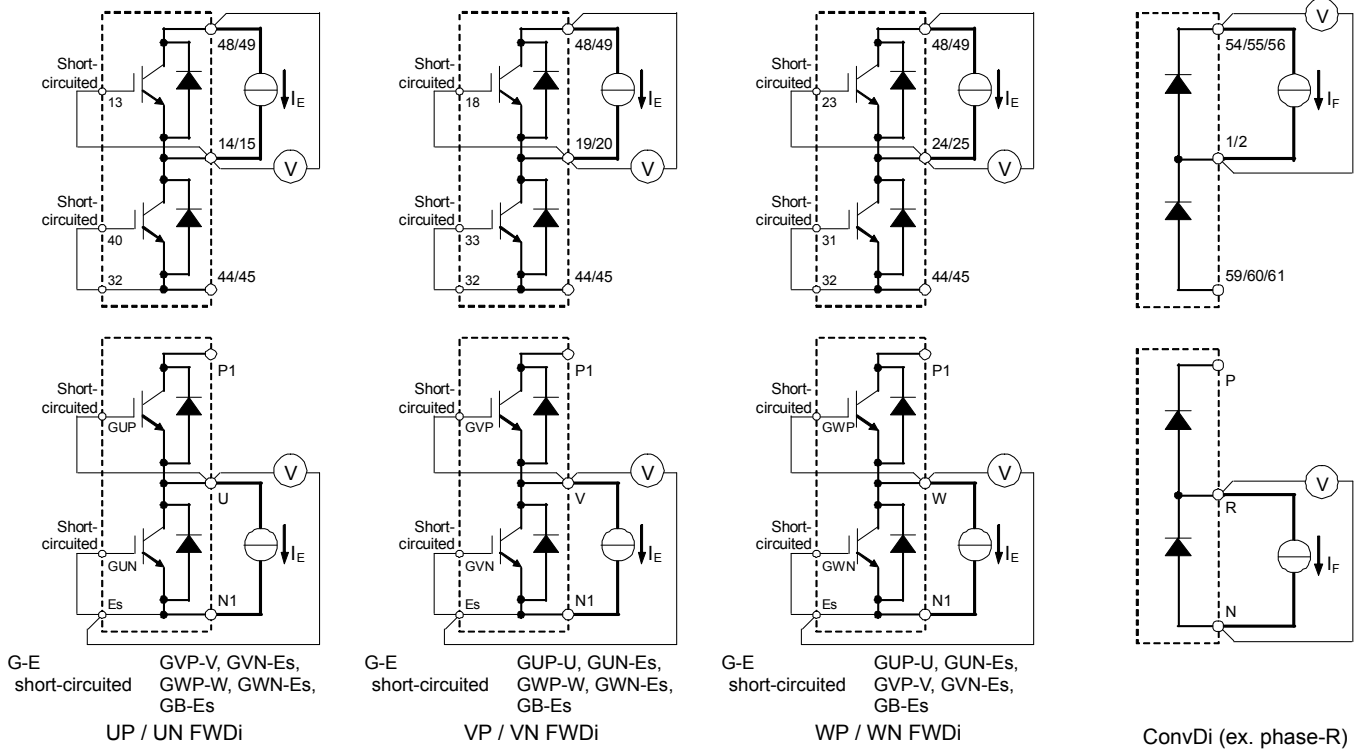 V
48/49
Short-
circuited
13
I_E
14/15
V
Short-
circuited
40
32
44/45
48/49
Short-
circuited
18
I_E
19/20
V
Short-
circuited
33
32
44/45
48/49
Short-
circuited
23
I_E
24/25
V
Short-
circuited
31
32
44/45
54/55/56
I_F
1/2
59/60/61
P1
Short-
circuited
GUP
V
U
Short-
circuited
GUN
I_E
Es
N1
P1
Short-
circuited
GVP
V
V
Short-
circuited
GVN
I_E
Es
N1
P1
Short-
circuited
GWP
V
W
Short-
circuited
GWN
I_E
Es
N1
P
V
R
I_F
N
G-E
short-circuited
GVP-V, GVN-Es,
GWP-W, GWN-Es,
GB-Es
UP / UN FWDi
G-E
short-circuited
GUP-U, GUN-Es,
GWP-W, GWN-Es,
GB-Es
VP / VN FWDi
G-E
short-circuited
GUP-U, GUN-Es,
GVP-V, GVN-Es,
GB-Es
WP / WN FWDi
ConvDi (ex. phase-R)